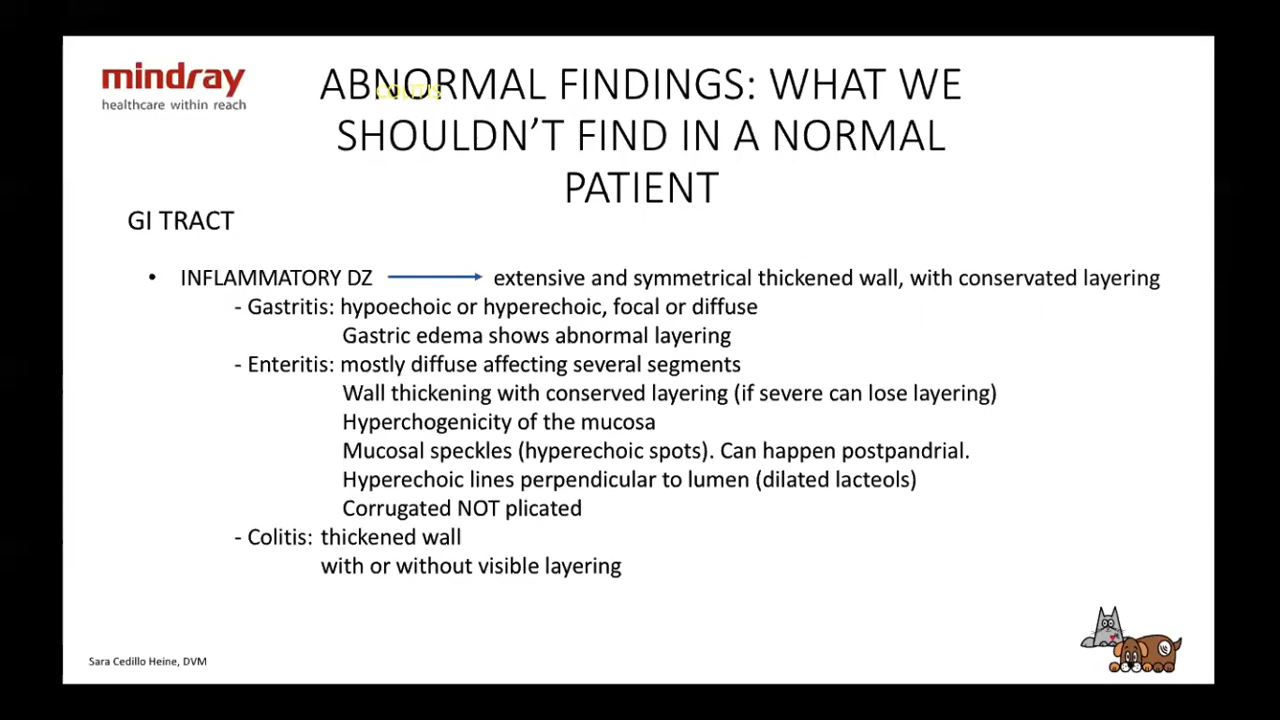 mindray
healthcare within reach
ABNORMAL FINDINGS: WHAT WE
COLITIS
SHOULDN’T FIND IN A NORMAL
PATIENT
GI TRACT
• INFLAMMATORY DZ extensive and symmetrical thickened wall, with conservated layering
- Gastritis: hypoechoic or hyperechoic, focal or diffuse
Gastric edema shows abnormal layering
- Enteritis: mostly diffuse affecting several segments
Wall thickening with conserved layering (if severe can lose layering)
Hyperchogenicity of the mucosa
Mucosal speckles (hyperechoic spots). Can happen postpandrial.
Hyperechoic lines perpendicular to lumen (dilated lacteols)
Corrugated NOT plicated
- Colitis: thickened wall
with or without visible layering
Sara Cedillo Heine, DVM